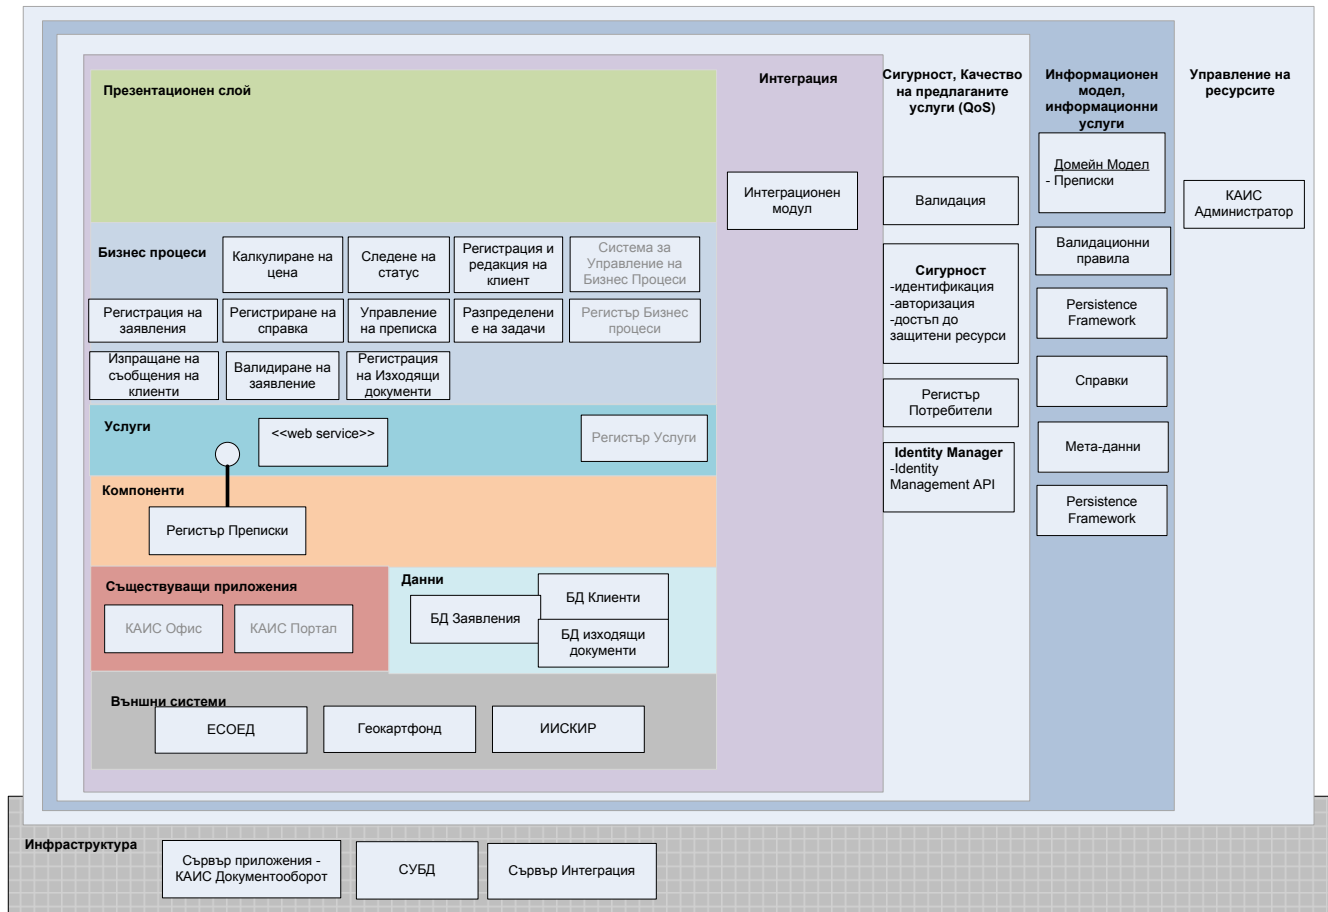 Презентационен слой
Интеграция
Сигурност, Качество
на предлаганите
услуги (QoS)
Информационен
модел,
информационни
услуги
Управление на
ресурсите
Интеграционен
модул
Валидация
Домейн Модел
- Преписки
КАИС
Администратор
Бизнес процеси
Калкулиране на
цена
Следене на
статус
Регистрация и
редакция на
клиент
Система за
Управление на
Бизнес Процеси
Регистрация на
заявления
Регистриране на
справка
Управление
на преписка
Разпределени
е на задачи
Регистър Бизнес
процеси
Изпращане на
съобщения на
клиенти
Валидиране на
заявление
Регистрация
на Изходящи
документи
Сигурност
-идентификация
-авторизация
-достъп до
защитени ресурси
Валидационни
правила
Persistence
Framework
Справки
Регистър
Потребители
Услуги
<<web service>>
Регистър Услуги
Identity Manager
-Identity
Management API
Мета-данни
Persistence
Framework
Компоненти
Регистър Преписки
Съществуващи приложения
КАИС Офис
КАИС Портал
Данни
БД Заявления
БД Клиенти
БД изходящи
документи
Външни системи
ЕСОЕД
Геокартфонд
ИИСКИР
Инфраструктура
Сървър приложения -
КАИС Документооборот
СУБД
Сървър Интеграция